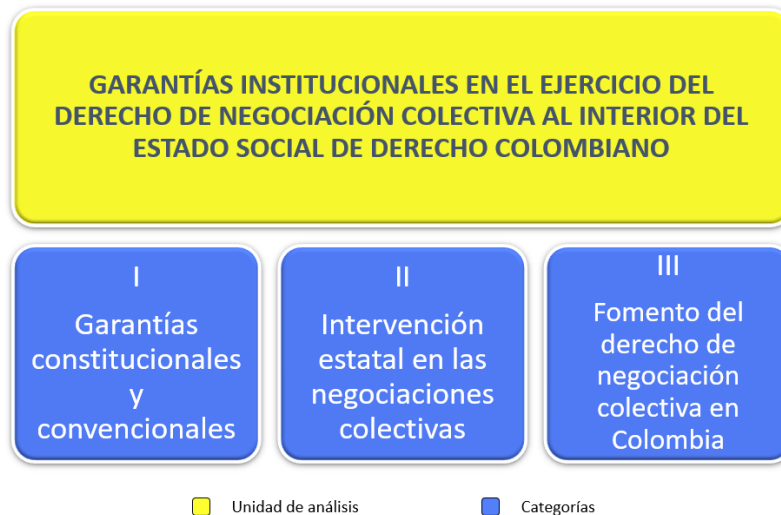 GARANTÍAS INSTITUCIONALES EN EL EJERCICIO DEL
DERECHO DE NEGOCIACIÓN COLECTIVA AL INTERIOR DEL
ESTADO SOCIAL DE DERECHO COLOMBIANO
I
Garantías
constitucionales
y
convencionales
II
Intervención
estatal en las
negociaciones
colectivas
III
Fomento del
derecho de
negociación
colectiva en
Colombia
Unidad de análisis
Categorías